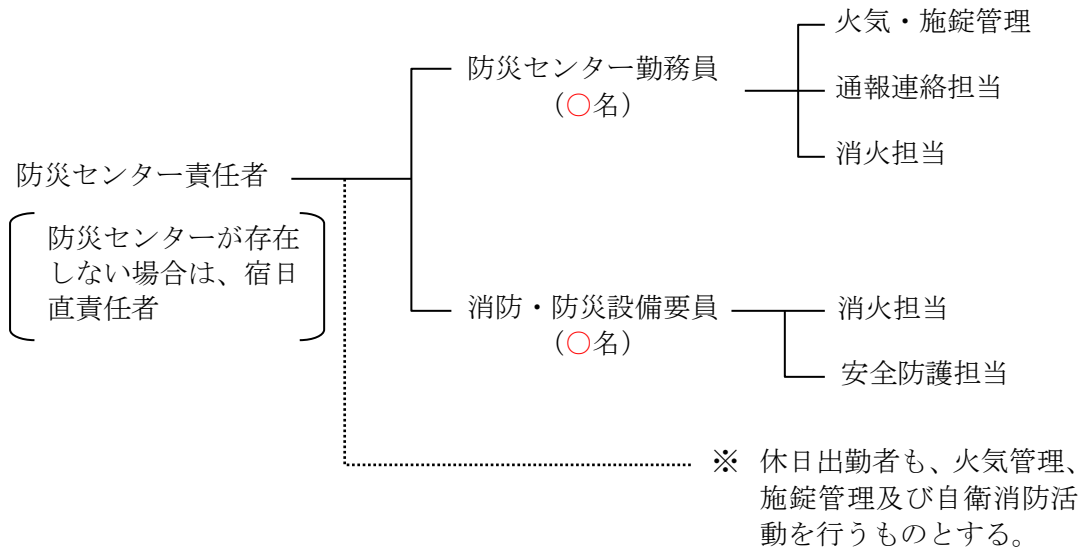 火気・施錠管理
防災センター勤務員
(○名)
通報連絡担当
消火担当
防災センター責任者
防災センターが存在
しない場合は、宿日
直責任者
消防・防災設備要員
(○名)
消火担当
安全防護担当
※ 休日出勤者も、火気管理、
施錠管理及び自衛消防活
動を行うものとする。